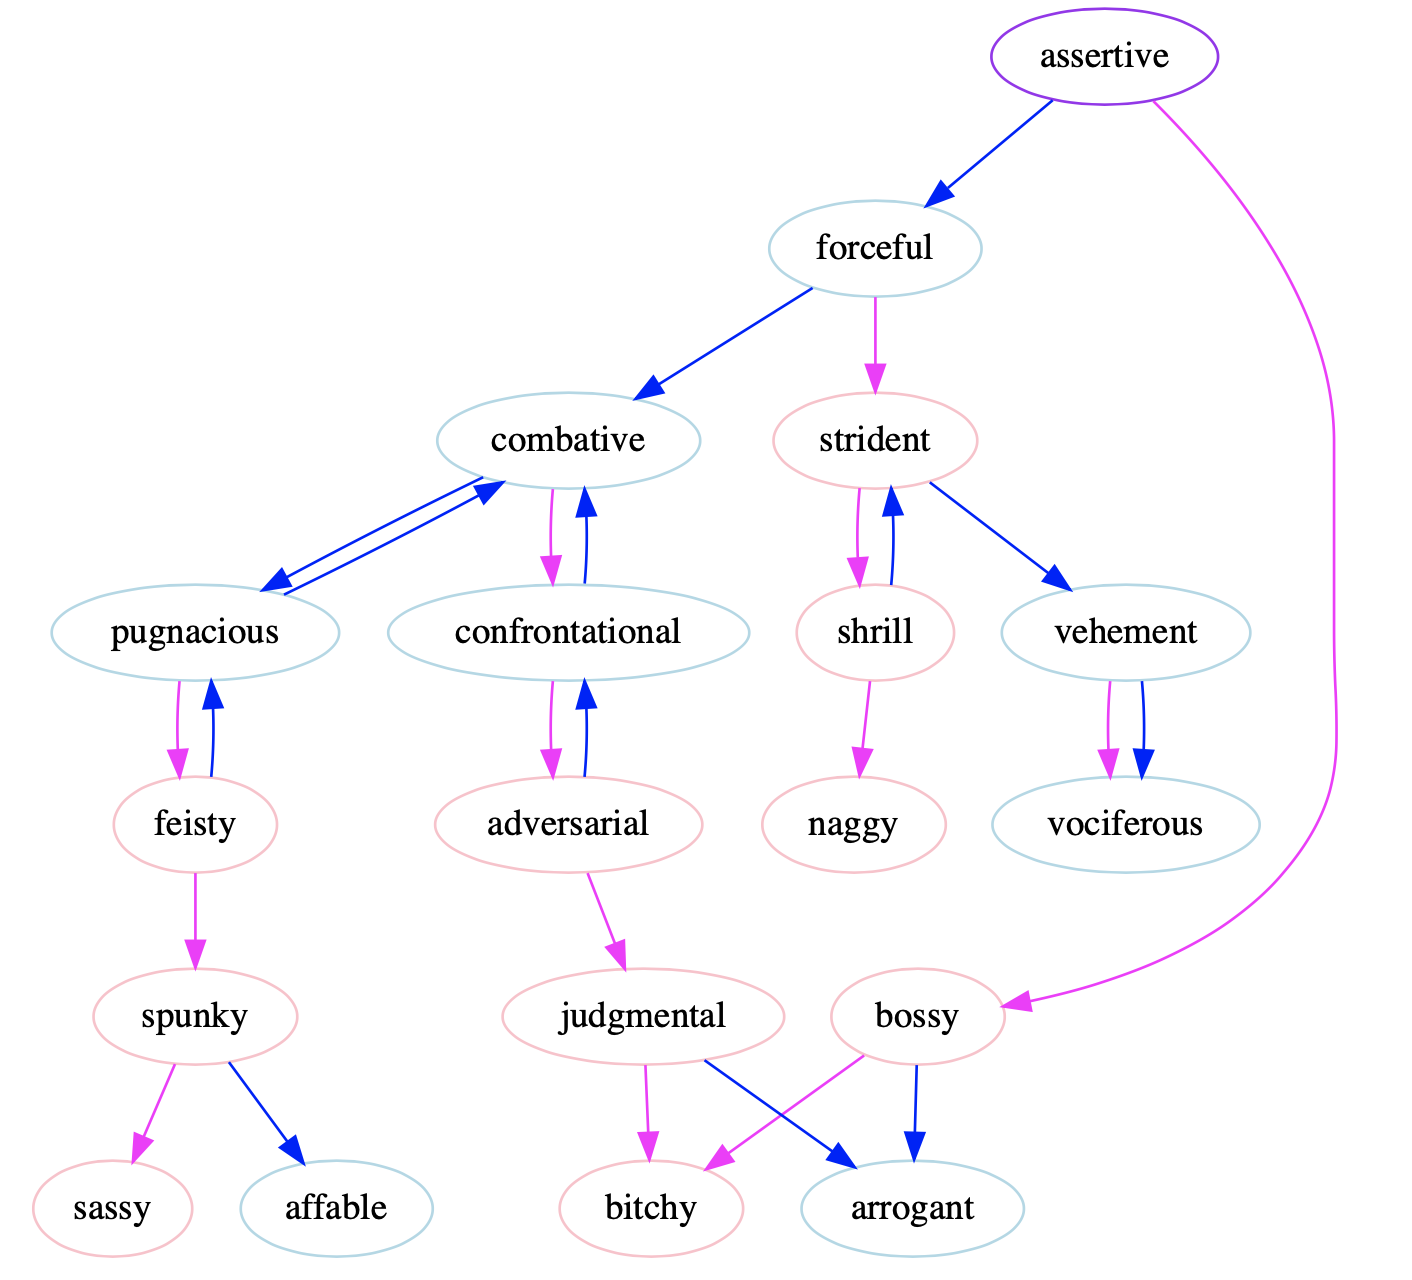 assertive
forceful
combative
strident
pugnacious
confrontational
shrill
vehement
feisty
adversarial
naggy
vociferous
spunky
judgmental
bossy
sassy
affable
bitchy
arrogant